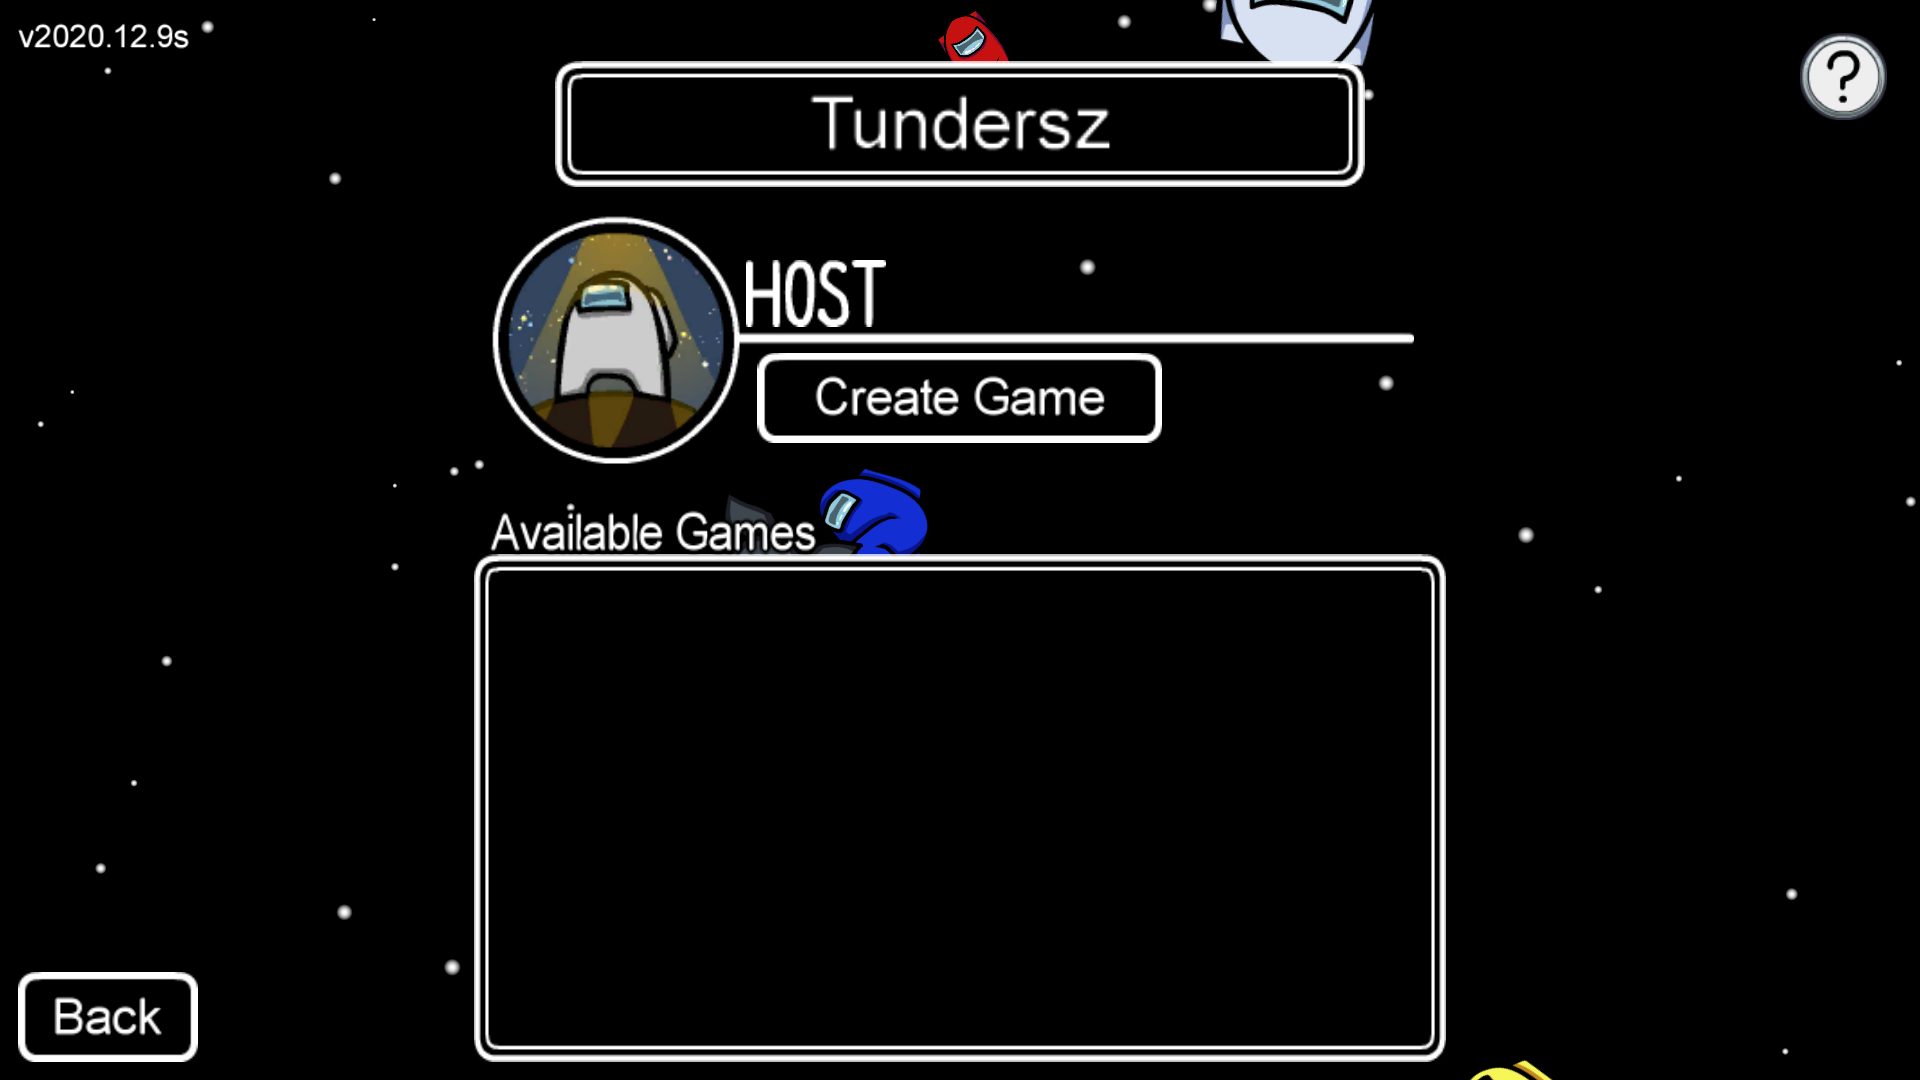 v2020.12.9s
?
Tundersz
HOST
Create Game
Available Games
Back